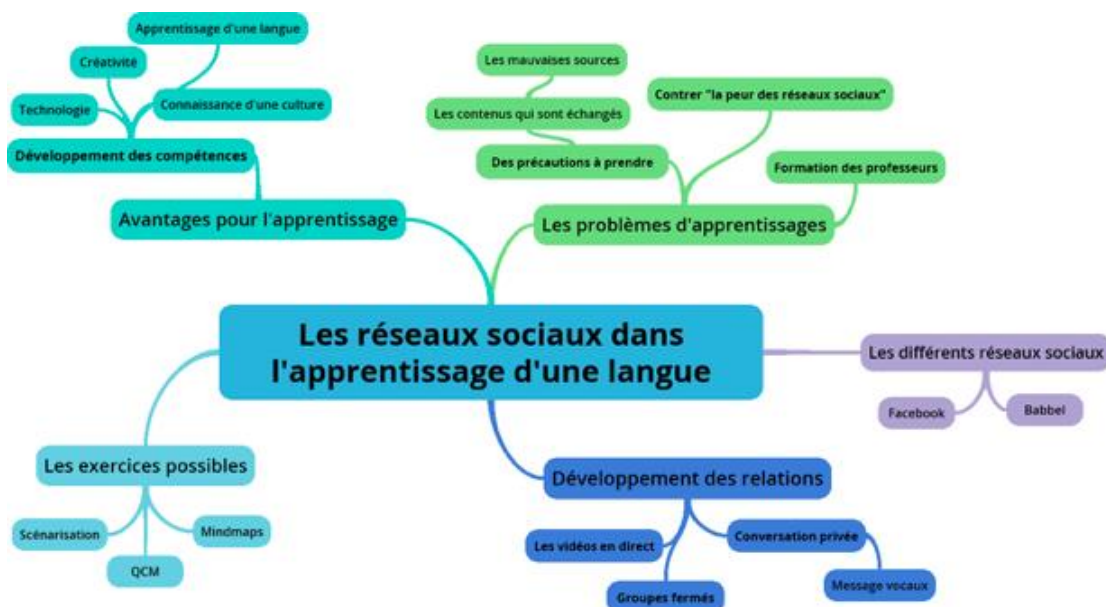 Apprentissage d'une langue
Créativité
Technologie
Connaissance d'une culture
Développement des compétences
Avantages pour l'apprentissage
Les mauvaises sources
Les contenus qui sont échangés
Des précautions à prendre
Contrer "la peur des réseaux sociaux"
Formation des professeurs
Les problèmes d'apprentissages
Les réseaux sociaux dans
l'apprentissage d'une langue
Les différents réseaux sociaux
Facebook
Babbel
Les exercices possibles
Scénarisation
QCM
Mindmaps
Développement des relations
Les vidéos en direct
Groupes fermés
Conversation privée
Message vocaux